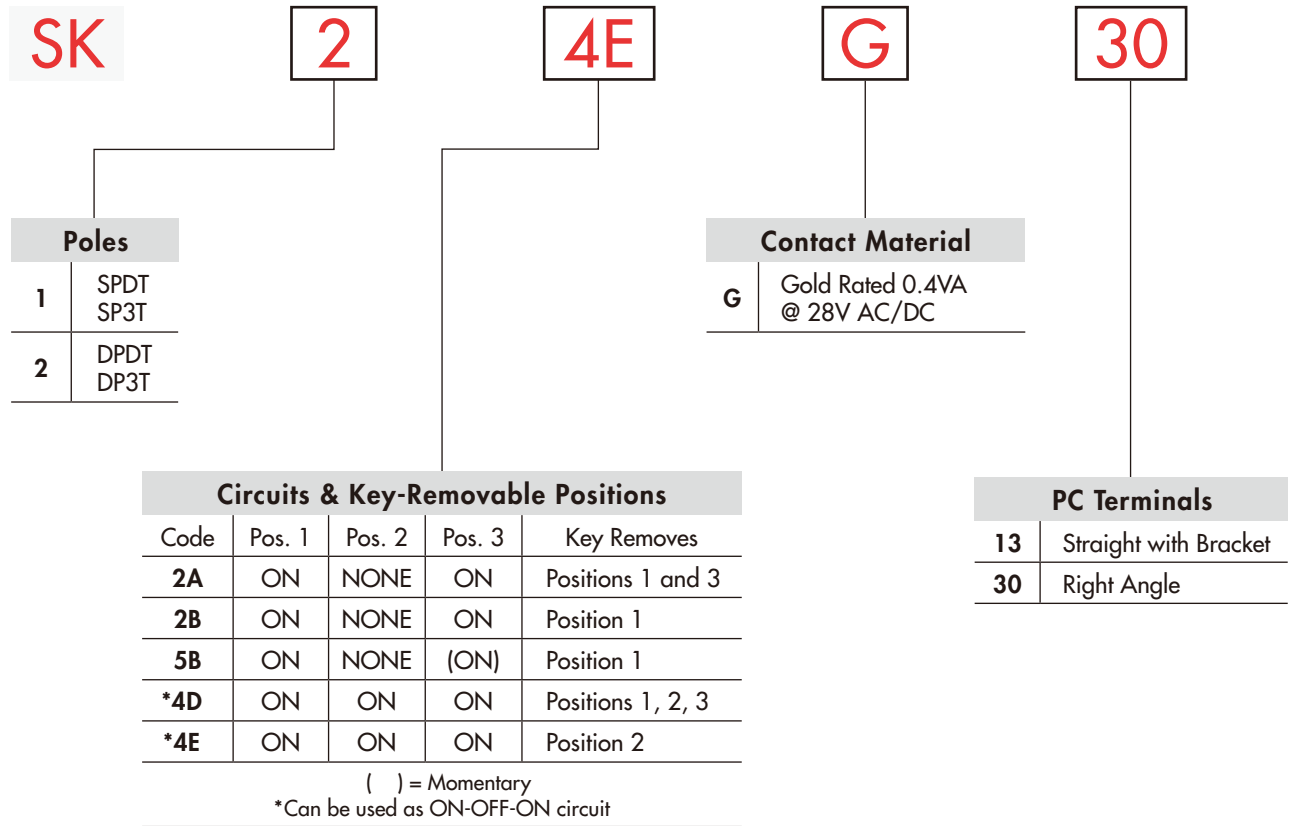 SK 2 4E G 30
Poles
1 SPDT
SP3T
2 DPDT
DP3T
Contact Material
G Gold Rated 0.4VA
@ 28V AC/DC
Circuits & Key-Removable Positions
Code Pos. 1 Pos. 2 Pos. 3 Key Removes
2A ON NONE ON Positions 1 and 3
2B ON NONE ON Position 1
5B ON NONE (ON) Position 1
*4D ON ON ON Positions 1, 2, 3
*4E ON ON ON Position 2
( ) = Momentary
*Can be used as ON-OFF-ON circuit
PC Terminals
13 Straight with Bracket
30 Right Angle